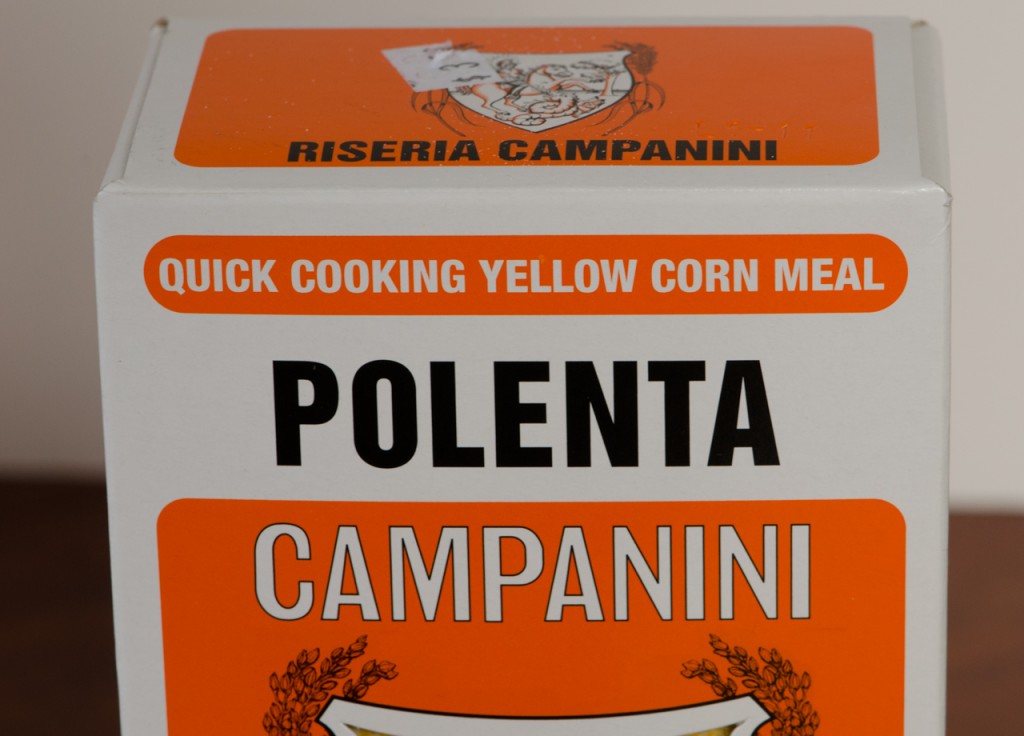 RISERIA CAMPANINI
QUICK COOKING YELLOW CORN MEAL
POLENTA
CAMPANINI